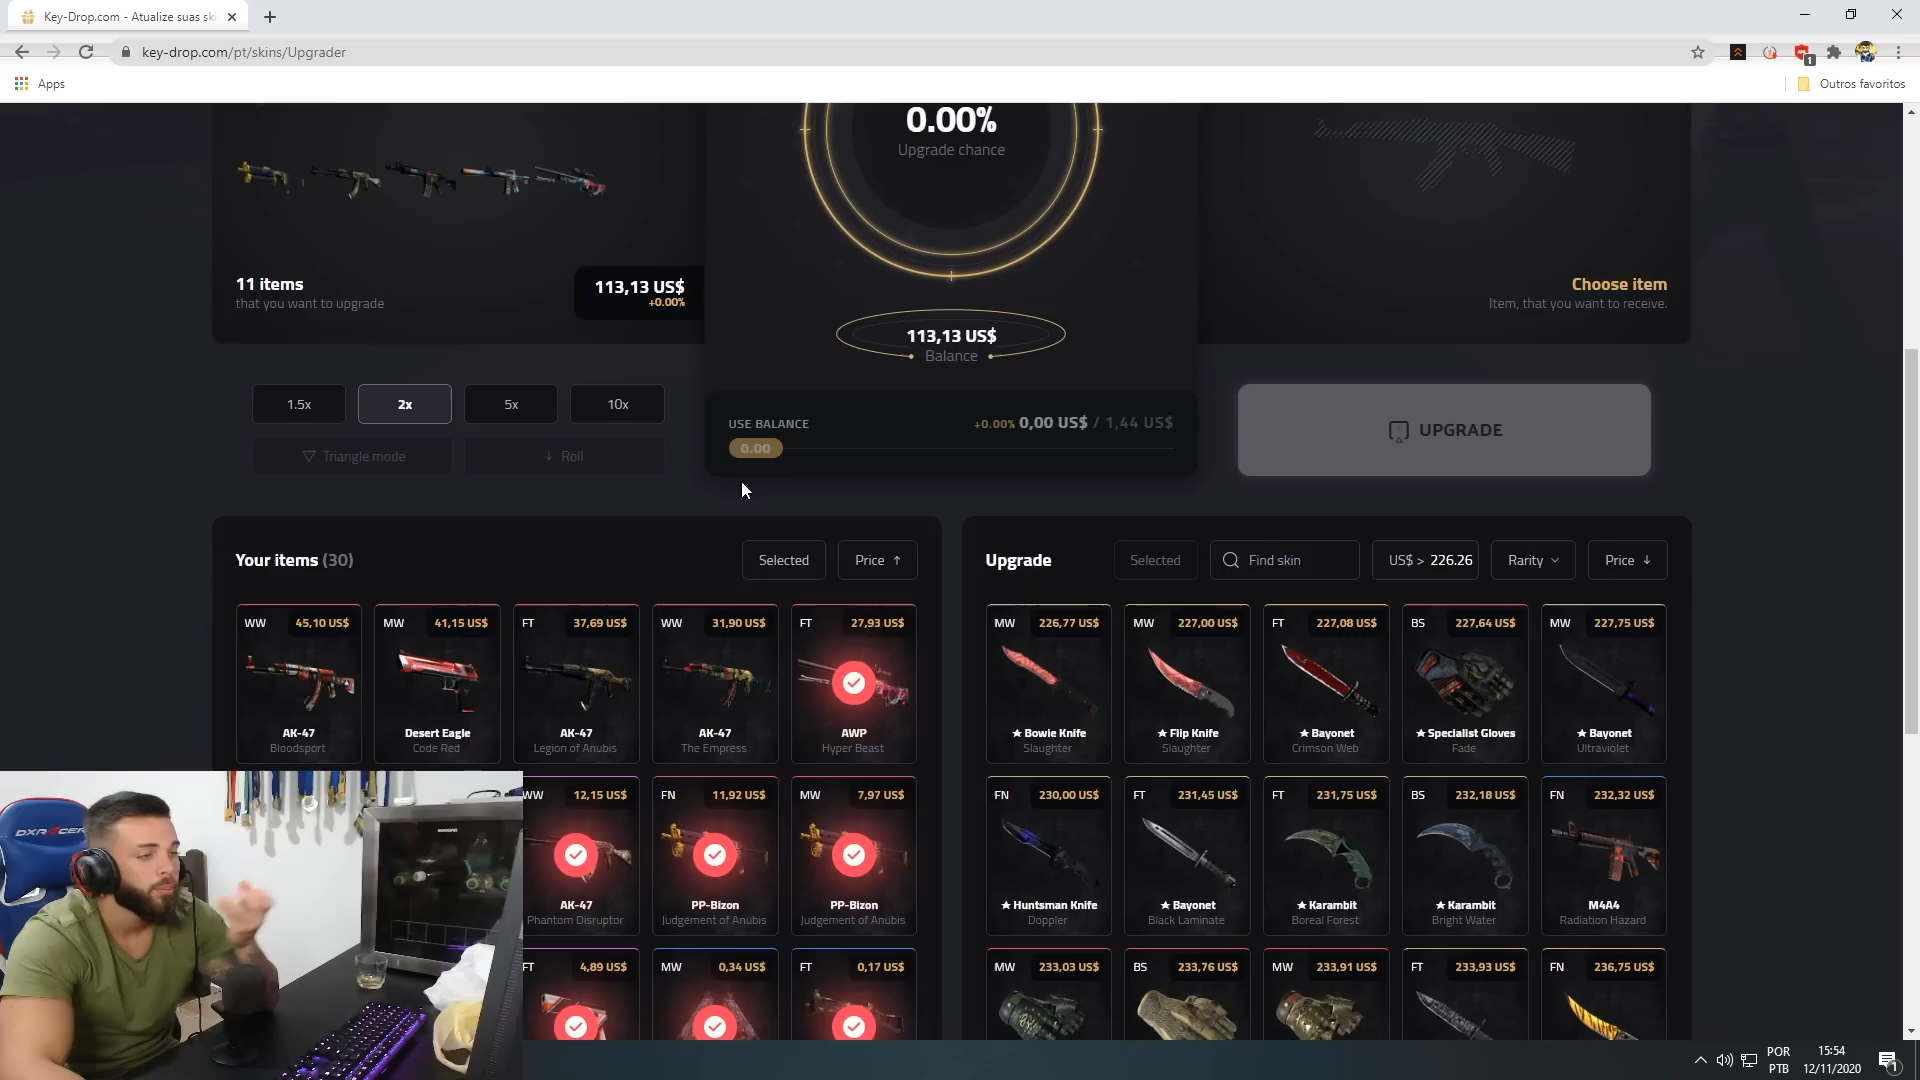 Key-Drop.com - Atualize suas sk
key-drop.com/pt/skins/Upgrader
1
Apps
Outros favoritos
0.00%
Upgrade chance
11 items
that you want to upgrade
113,13 US$
+0.00%
Choose item
Item, that you want to receive.
113,13 US$
Balance
1.5x
2x
5x
10x
Triangle mode
Roll
USE BALANCE
+0.00% 0,00 US$ / 1,44 US$
0.00
UPGRADE
Your items (30)
Selected
Price
WW 45,10 US$
AK-47
Bloodsport
MW 41,15 US$
Desert Eagle
Code Red
FT 37,69 US$
AK-47
Legion of Anubis
WW 31,90 US$
AK-47
The Empress
FT 27,93 US$
AWP
Hyper Beast
WW 12,15 US$
AK-47
Phantom Disruptor
FN 11,92 US$
PP-Bizon
Judgement of Anubis
MW 7,97 US$
PP-Bizon
Judgement of Anubis
FT 4,89 US$
MW 0,34 US$
FT 0,17 US$
Upgrade
Selected
Find skin
US$ > 226.26
Rarity
Price
MW 226,77 US$
★ Bowie Knife
Slaughter
MW 227,00 US$
★ Flip Knife
Slaughter
FT 227,08 US$
★ Bayonet
Crimson Web
BS 227,64 US$
★ Specialist Gloves
Fade
MW 227,75 US$
★ Bayonet
Ultraviolet
FN 230,00 US$
★ Huntsman Knife
Doppler
FT 231,45 US$
★ Bayonet
Black Laminate
FT 231,75 US$
★ Karambit
Boreal Forest
BS 232,18 US$
★ Karambit
Bright Water
FN 232,32 US$
M4A4
Radiation Hazard
MW 233,03 US$
BS 233,76 US$
MW 233,91 US$
FT 233,93 US$
FN 236,75 US$
DXRACER
POR
PTB
15:54
12/11/2020
1